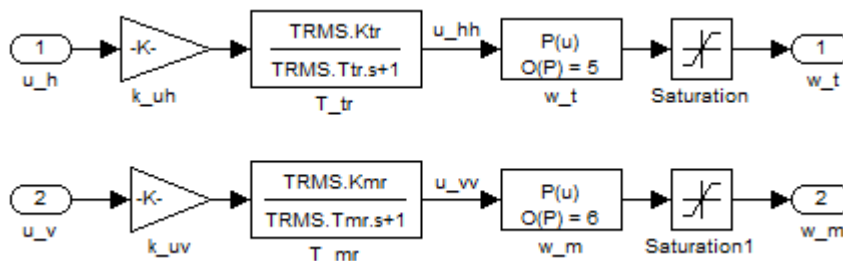 1
u_h
-K-
k_uh
TRMS.Ktr
TRMS.Ttr.s+1
T_tr
u_hh
P(u)
O(P) = 5
w_t
Saturation
1
w_t
2
u_v
-K-
k_uv
TRMS.Kmr
TRMS.Tmr.s+1
T_mr
u_vv
P(u)
O(P) = 6
w_m
Saturation1
2
w_m